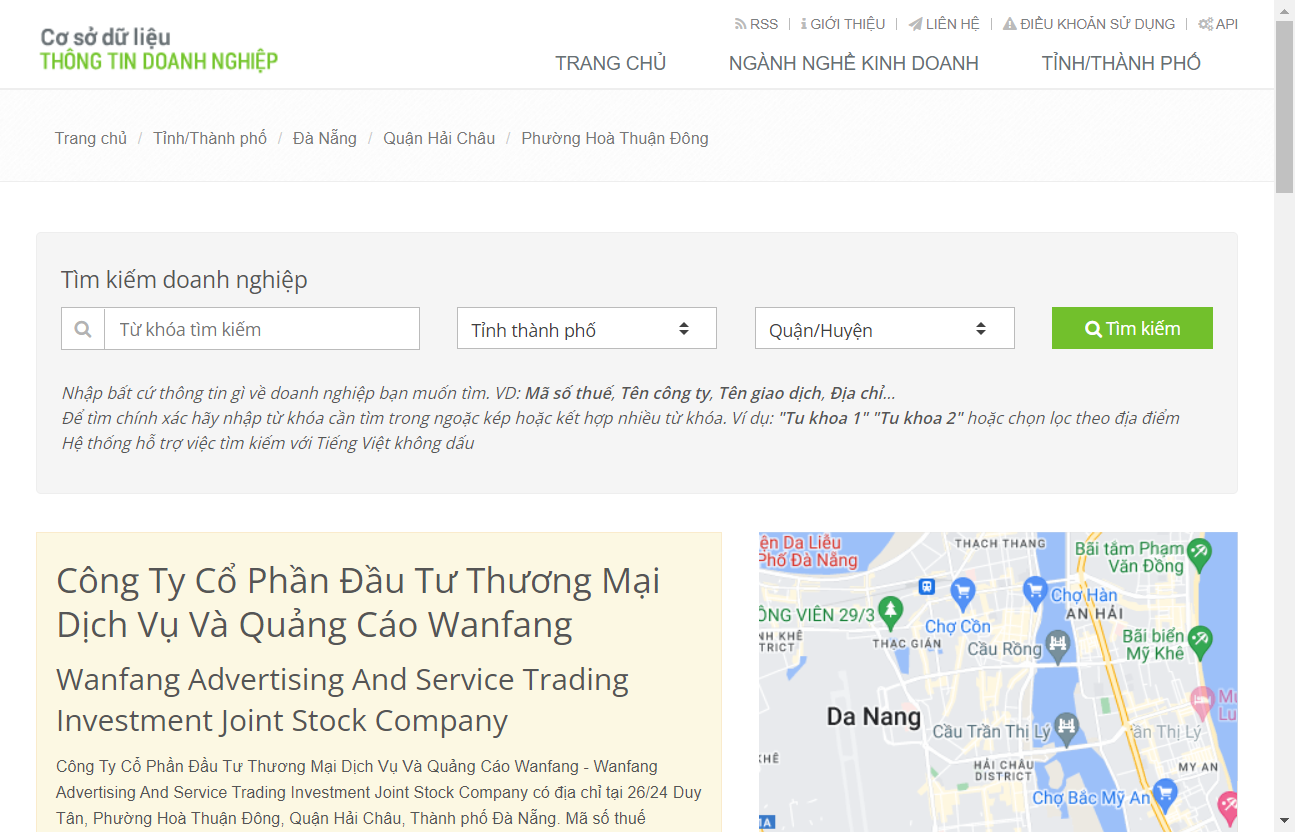 Cơ sở dữ liệu
THÔNG TIN DOANH NGHIỆP
RSS | GIỚI THIỆU | LIÊN HỆ | ĐIỀU KHOẢN SỬ DỤNG | API
TRANG CHỦ NGÀNH NGHỀ KINH DOANH TỈNH/THÀNH PHỐ
Trang chủ / Tỉnh/Thành phố / Đà Nẵng / Quận Hải Châu / Phường Hoà Thuận Đông
Tìm kiếm doanh nghiệp
Từ khóa tìm kiếm
Tỉnh thành phố
Quận/Huyện
Tìm kiếm
Nhập bất cứ thông tin gì về doanh nghiệp bạn muốn tìm. VD: Mã số thuế, Tên công ty, Tên giao dịch, Địa chỉ...
Để tìm chính xác hãy nhập từ khóa cần tìm trong ngoặc kép hoặc kết hợp nhiều từ khóa. Ví dụ: "Tu khoa 1" "Tu khoa 2" hoặc chọn lọc theo địa điểm
Hệ thống hỗ trợ việc tìm kiếm với Tiếng Việt không dấu
Công Ty Cổ Phần Đầu Tư Thương Mại
Dịch Vụ Và Quảng Cáo Wanfang
Wanfang Advertising And Service Trading
Investment Joint Stock Company
Công Ty Cổ Phần Đầu Tư Thương Mại Dịch Vụ Và Quảng Cáo Wanfang - Wanfang
Advertising And Service Trading Investment Joint Stock Company có địa chỉ tại 26/24 Duy
Tân, Phường Hoà Thuận Đông, Quận Hải Châu, Thành phố Đà Nẵng. Mã số thuế
ện Da Liễu
Phố Đà Nẵng
THẠCH THANG
Bãi tắm Phạm
Văn Đồng
Chợ Hàn
AN HẢI
ÔNG VIÊN 29/3
Chợ Cồn
NH KHÊ
TRICT
THẠC GIÁN
Cầu Rồng
Bãi biển
Mỹ Khê
Da Nang
Cầu Trần Thị Lý
ần Thị Lý
KHÊ
HẢI CHÂU
DISTRICT
MY AN
Chợ Bắc Mỹ An